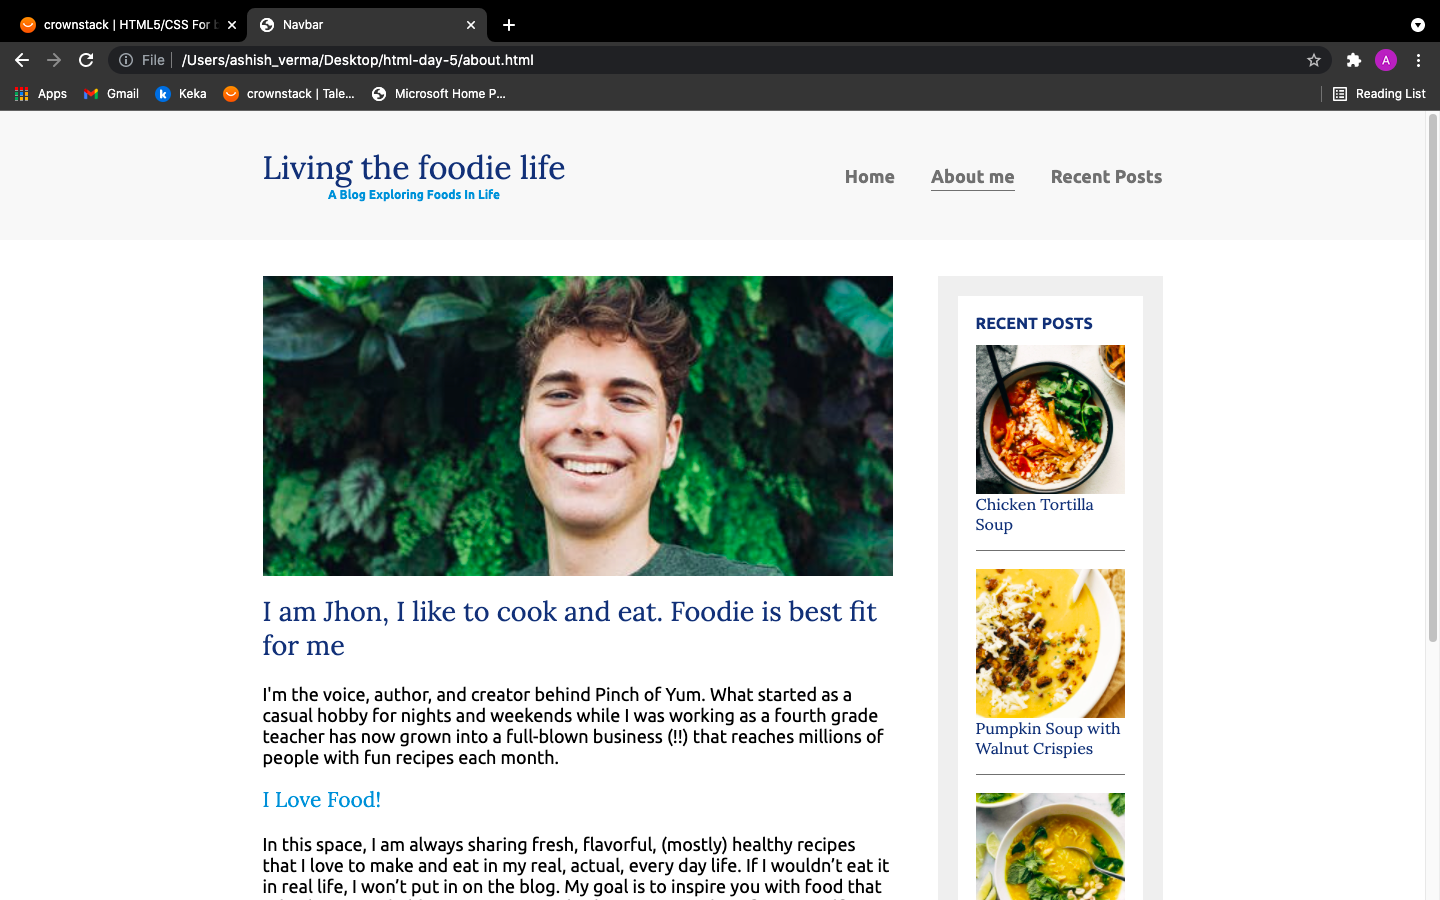 crownstack | HTML5/CSS For b
Navbar
File
/Users/ashish_verma/Desktop/html-day-5/about.html
A
Apps
Gmail
Keka
crownstack | Tale...
Microsoft Home P...
Reading List
Living the foodie life
A Blog Exploring Foods In Life
Home
About me
Recent Posts
I am Jhon, I like to cook and eat. Foodie is best fit
for me
I'm the voice, author, and creator behind Pinch of Yum. What started as a
casual hobby for nights and weekends while I was working as a fourth grade
teacher has now grown into a full-blown business (!!) that reaches millions of
people with fun recipes each month.
I Love Food!
In this space, I am always sharing fresh, flavorful, (mostly) healthy recipes
that I love to make and eat in my real, actual, every day life. If I wouldn’t eat it
in real life, I won’t put in on the blog. My goal is to inspire you with food that
RECENT POSTS
Chicken Tortilla
Soup
Pumpkin Soup with
Walnut Crispies